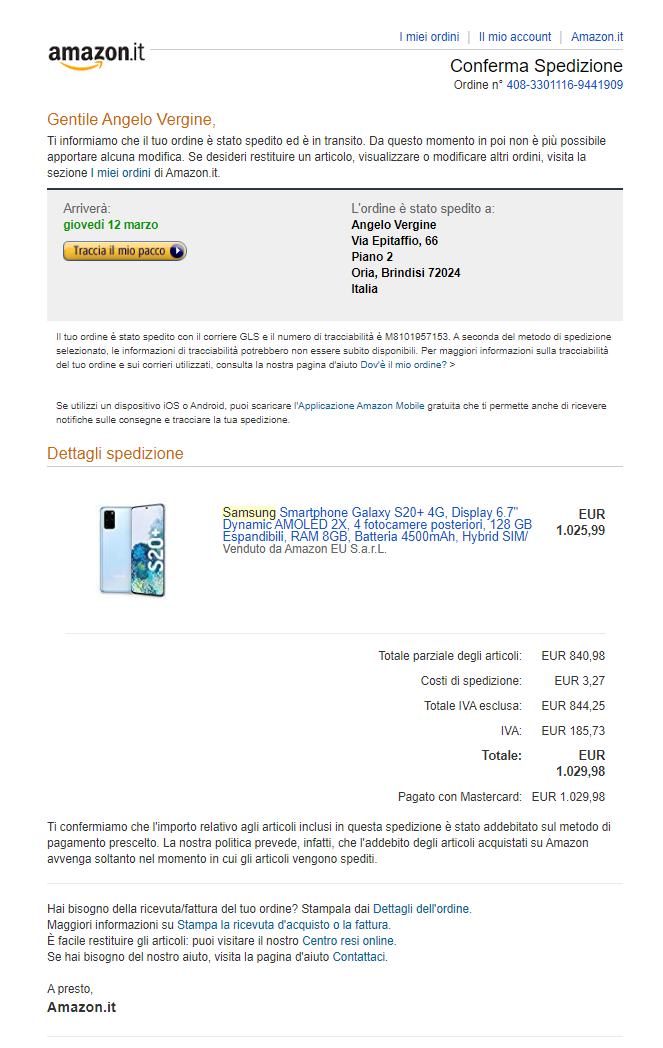 I miei ordini | Il mio account | Amazon.it
amazon.it
Conferma Spedizione
Ordine n° 408-3301116-9441909
Gentile Angelo Vergine,
Ti informiamo che il tuo ordine è stato spedito ed è in transito. Da questo momento in poi non è più possibile
apportare alcuna modifica. Se desideri restituire un articolo, visualizzare o modificare altri ordini, visita la
sezione I miei ordini di Amazon.it.
Arriverà:
giovedì 12 marzo
Traccia il mio pacco
L'ordine è stato spedito a:
Angelo Vergine
Via Epitaffio, 66
Piano 2
Oria, Brindisi 72024
Italia
Il tuo ordine è stato spedito con il corriere GLS e il numero di tracciabilità è M8101957153. A seconda del metodo di spedizione
selezionato, le informazioni di tracciabilità potrebbero non essere subito disponibili. Per maggiori informazioni sulla tracciabilità
del tuo ordine e sui corrieri utilizzati, consulta la nostra pagina d'aiuto Dov'è il mio ordine? >
Se utilizzi un dispositivo iOS o Android, puoi scaricare l'Applicazione Amazon Mobile gratuita che ti permette anche di ricevere
notifiche sulle consegne e tracciare la tua spedizione.
Dettagli spedizione
S20+
Samsung Smartphone Galaxy S20+ 4G, Display 6.7"
Dynamic AMOLED 2X, 4 fotocamere posteriori, 128 GB
Espandibili, RAM 8GB, Batteria 4500mAh, Hybrid SIM/
Venduto da Amazon EU S.a.r.L.
EUR
1.025,99
Totale parziale degli articoli: EUR 840,98
Costi di spedizione: EUR 3,27
Totale IVA esclusa: EUR 844,25
IVA: EUR 185,73
Totale: EUR
1.029,98
Pagato con Mastercard: EUR 1.029,98
Ti confermiamo che l'importo relativo agli articoli inclusi in questa spedizione è stato addebitato sul metodo di
pagamento prescelto. La nostra politica prevede, infatti, che l'addebito degli articoli acquistati su Amazon
avvenga soltanto nel momento in cui gli articoli vengono spediti.
Hai bisogno della ricevuta/fattura del tuo ordine? Stampala dai Dettagli dell'ordine.
Maggiori informazioni su Stampa la ricevuta d'acquisto o la fattura.
È facile restituire gli articoli: puoi visitare il nostro Centro resi online.
Se hai bisogno del nostro aiuto, visita la pagina d'aiuto Contattaci.
A presto,
Amazon.it